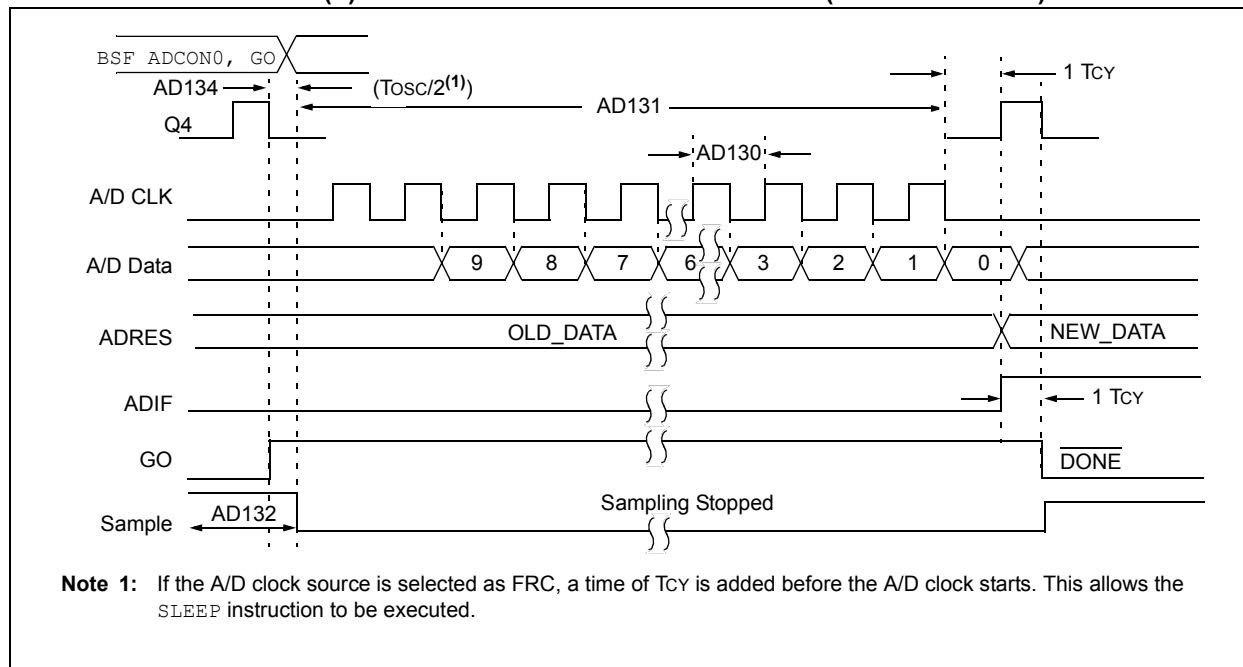 BSF ADCON0, GO
AD134
(TOSC/2(1))
1 TCY
AD131
Q4
AD130
A/D CLK
A/D Data
9 8 7 6 3 2 1 0
ADRES
OLD_DATA
NEW_DATA
ADIF
1 TCY
GO
DONE
Sample
AD132
Sampling Stopped
Note 1: If the A/D clock source is selected as FRC, a time of TCY is added before the A/D clock starts. This allows the
SLEEP instruction to be executed.